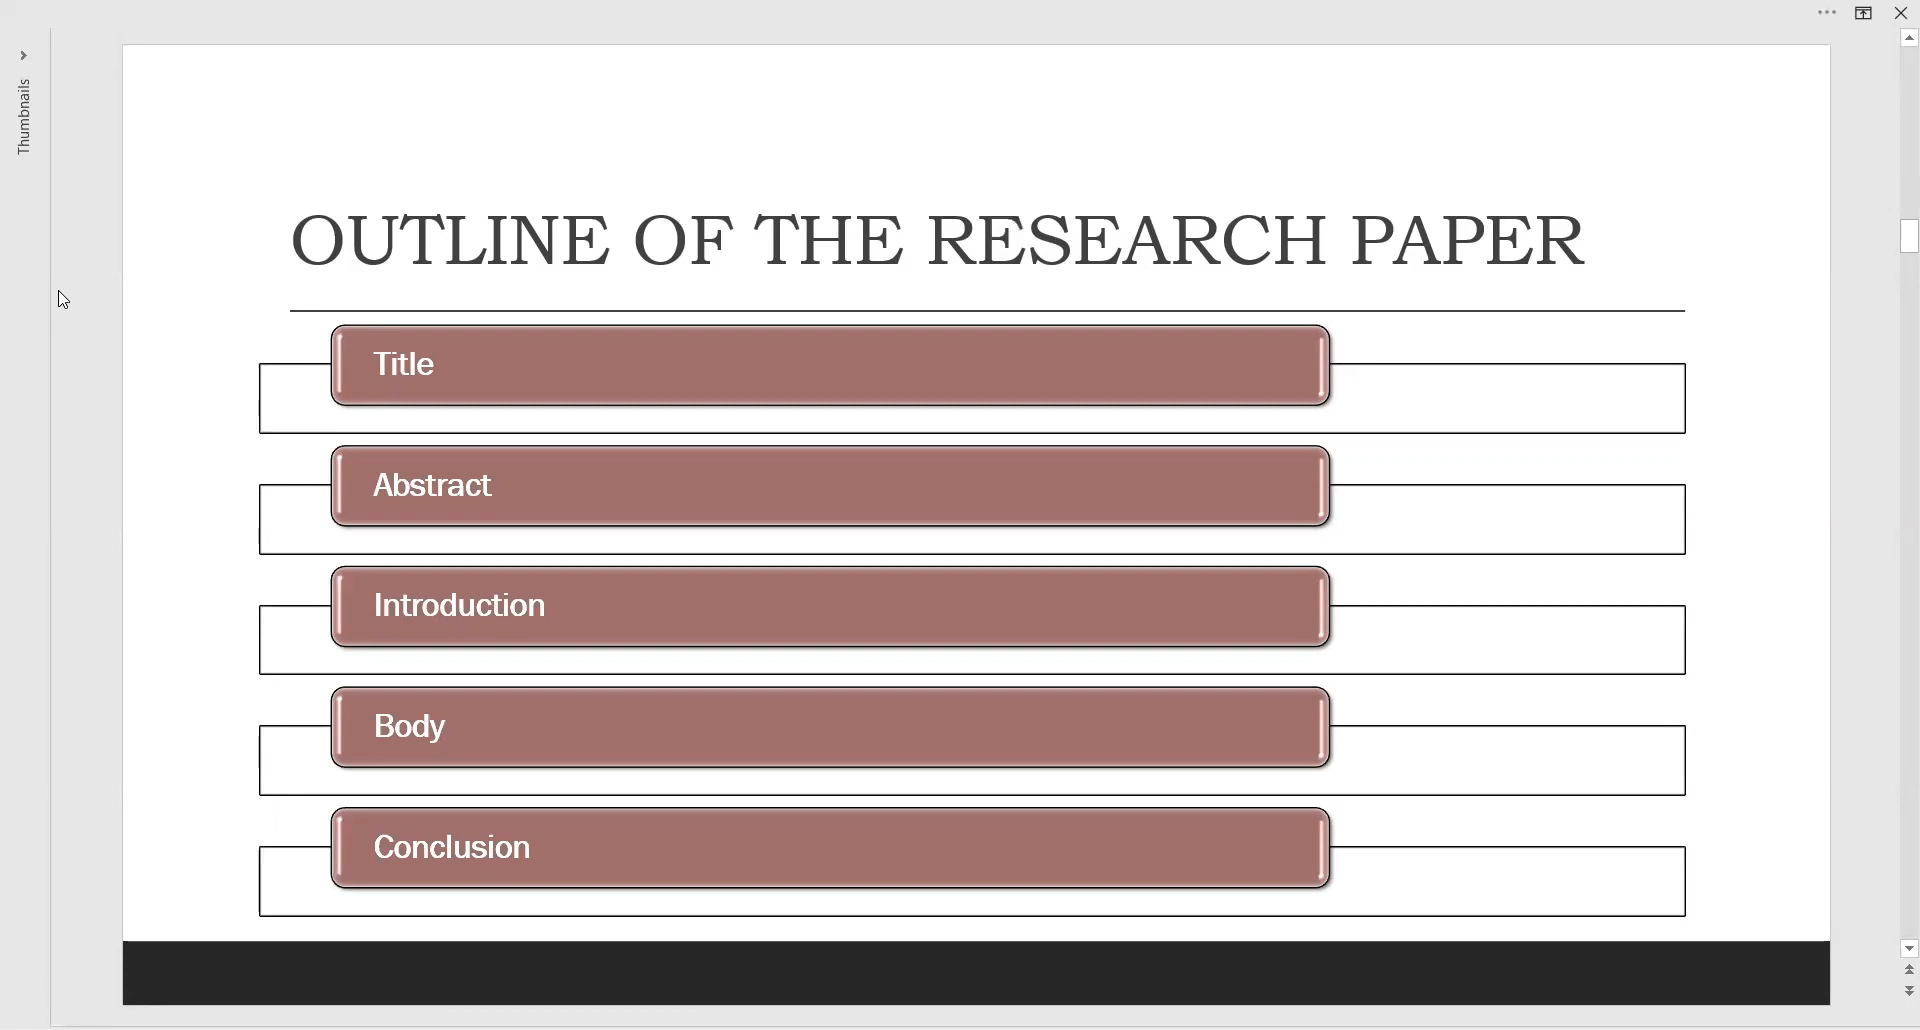 Thumbnails
OUTLINE OF THE RESEARCH PAPER
Title
Abstract
Introduction
Body
Conclusion